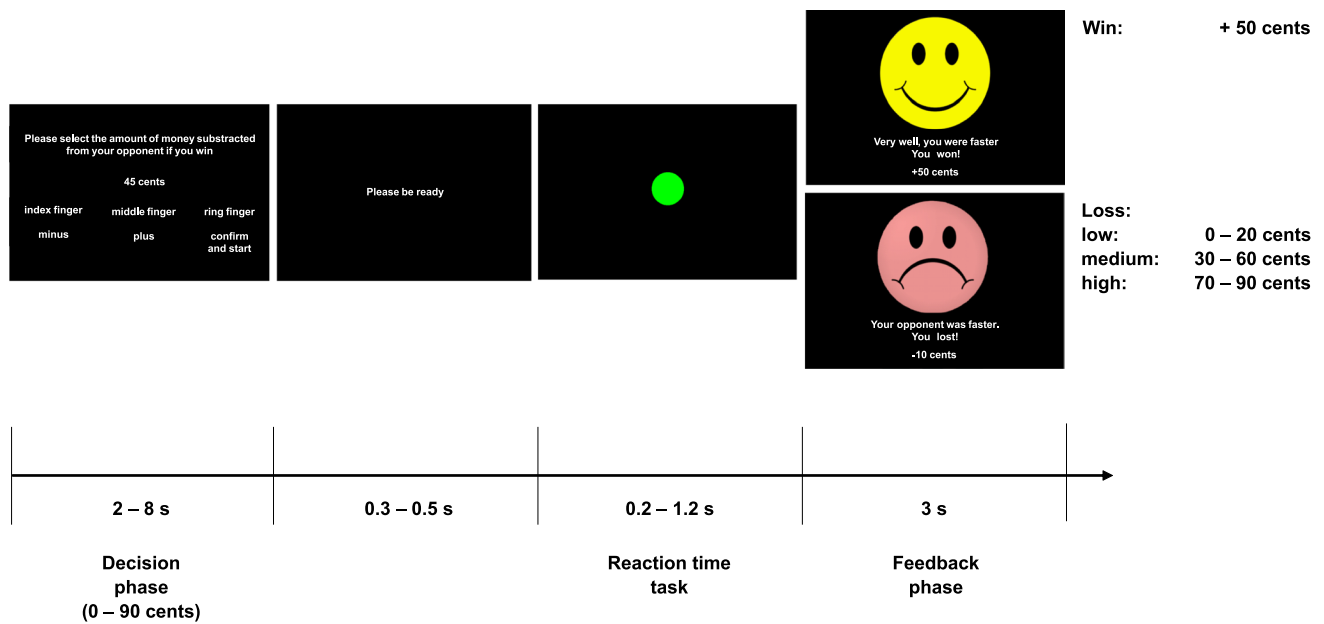 Please select the amount of money substracted
from your opponent if you win
45 cents
index finger middle finger ring finger
minus plus confirm
and start
Please be ready
Very well, you were faster
You won!
+50 cents
Your opponent was faster.
You lost!
-10 cents
Win: + 50 cents
Loss:
low: 0 – 20 cents
medium: 30 – 60 cents
high: 70 – 90 cents
2 – 8 s 0.3 – 0.5 s 0.2 – 1.2 s 3 s
Decision
phase
(0 – 90 cents)
Reaction time
task
Feedback
phase